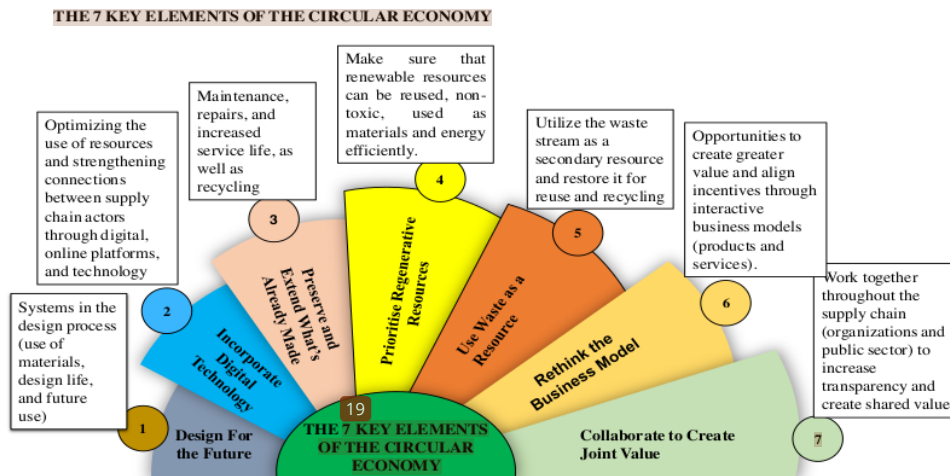 THE 7 KEY ELEMENTS OF THE CIRCULAR ECONOMY
Systems in the
design process
(use of
materials,
design life,
and future
use)
1
Design For
the Future
Optimizing the
use of resources
and strengthening
connections
between supply
chain actors
through digital,
online platforms,
and technology
2
Incorporate
Digital
Technology
Maintenance,
repairs, and
increased
service life, as
well as
recycling
3
Preserve and
Extend What's
Already Made
Make sure that
renewable resources
can be reused, non-
toxic, used as
materials and energy
efficiently.
4
Prioritise Regenerative
Resources
Utilize the waste
stream as a
secondary resource
and restore it for
reuse and recycling
5
Use Waste as a
Resource
Opportunities to
create greater
value and align
incentives through
interactive
business models
(products and
services).
6
Rethink the
Business Model
Work together
throughout the
supply chain
(organizations and
public sector) to
increase
transparency and
create shared value
7
Collaborate to Create
Joint Value
19
THE 7 KEY ELEMENTS
OF THE CIRCULAR
ECONOMY